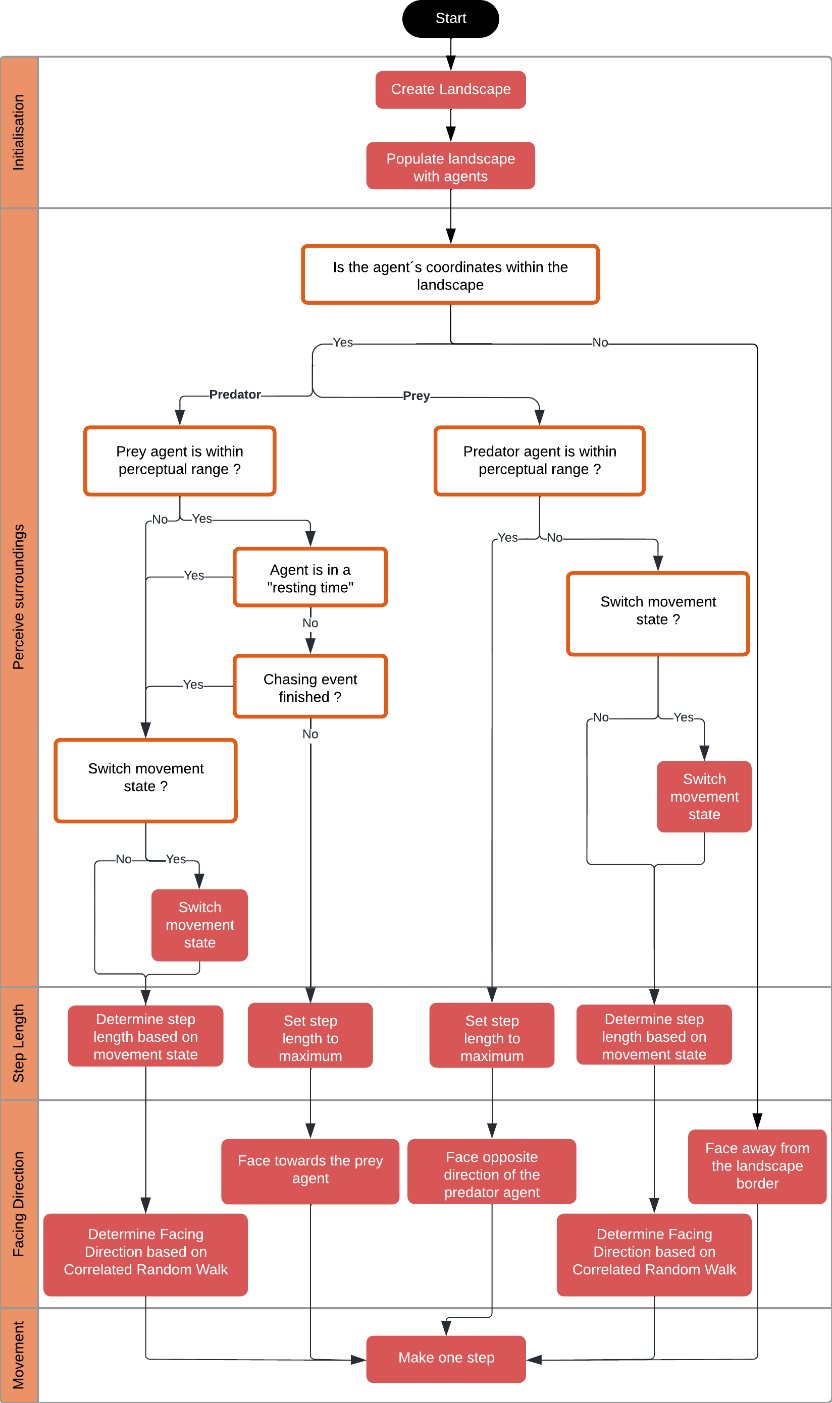 Start
Initialisation
Create Landscape
Populate landscape
with agents
Perceive surroundings
Is the agent´s coordinates within the
landscape
Yes
No
Predator
Prey
Prey agent is within
perceptual range ?
Predator agent is within
perceptual range ?
No
Yes
Yes
No
Agent is in a
"resting time"
Yes
No
Switch movement
state ?
Chasing event
finished ?
Yes
No
No
Yes
Switch movement
state ?
Switch
movement
state
No
Yes
Switch
movement
state
Step Length
Determine step
length based on
movement state
Set step
length to
maximum
Set step
length to
maximum
Determine step
length based on
movement state
Facing Direction
Face towards the prey
agent
Face opposite
direction of the
predator agent
Face away from
the landscape
border
Determine Facing
Direction based on
Correlated Random Walk
Determine Facing
Direction based on
Correlated Random Walk
Movement
Make one step